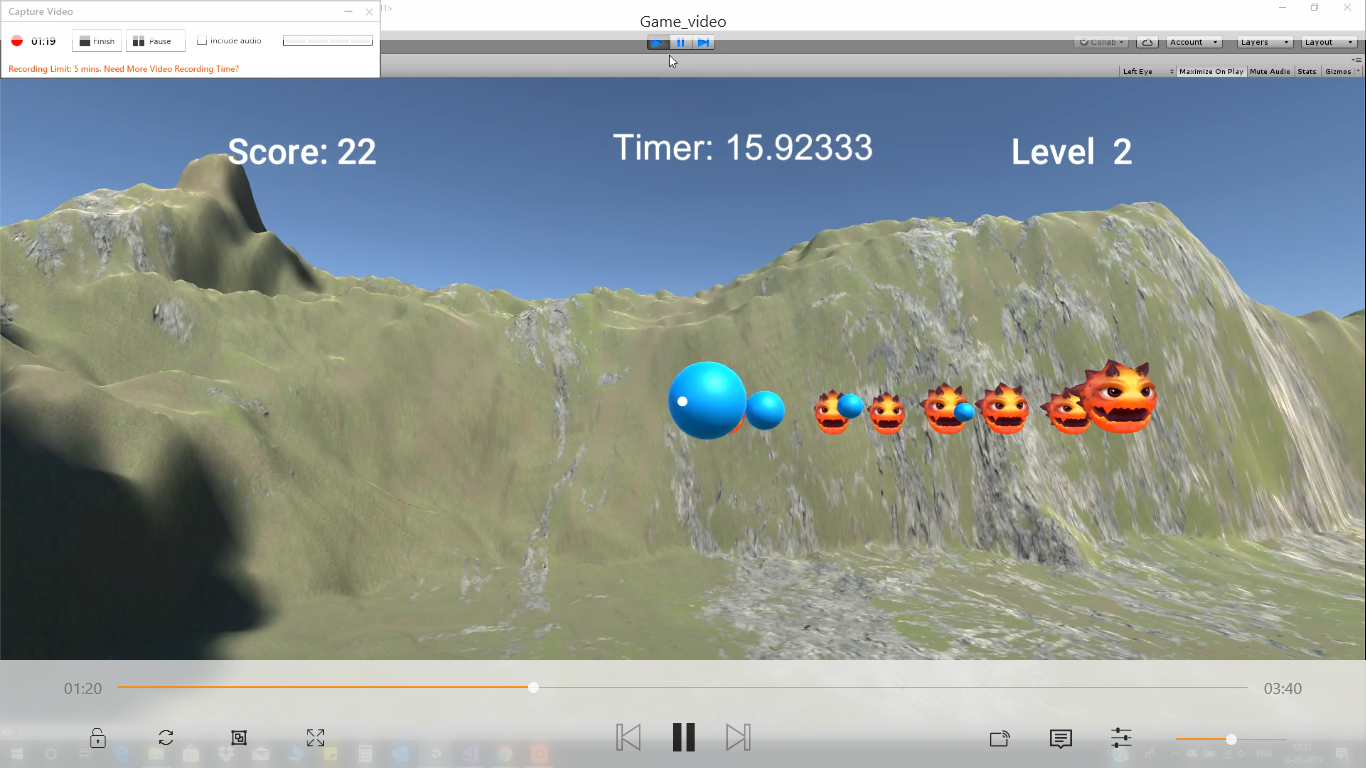 Capture Video
Game_video
01:19
Finish
Pause
include audio
Recording Limit: 5 mins. Need More Video Recording Time?
Collab
Account
Layers
Layout
Left Eye
Maximize On Play
Mute Audio
Stats
Gizmos
Score: 22
Timer: 15.92333
Level 2
01:20
03:40
ENG